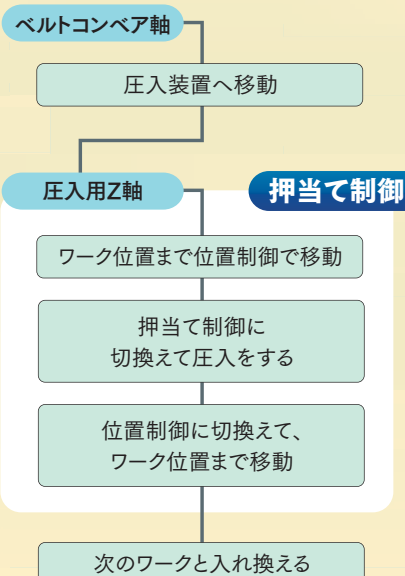 ベルトコンベア軸
圧入装置へ移動
圧入用Z軸
押当て制御
ワーク位置まで位置制御で移動
押当て制御に
切換えて圧入をする
位置制御に切換えて、
ワーク位置まで移動
次のワークと入れ換える